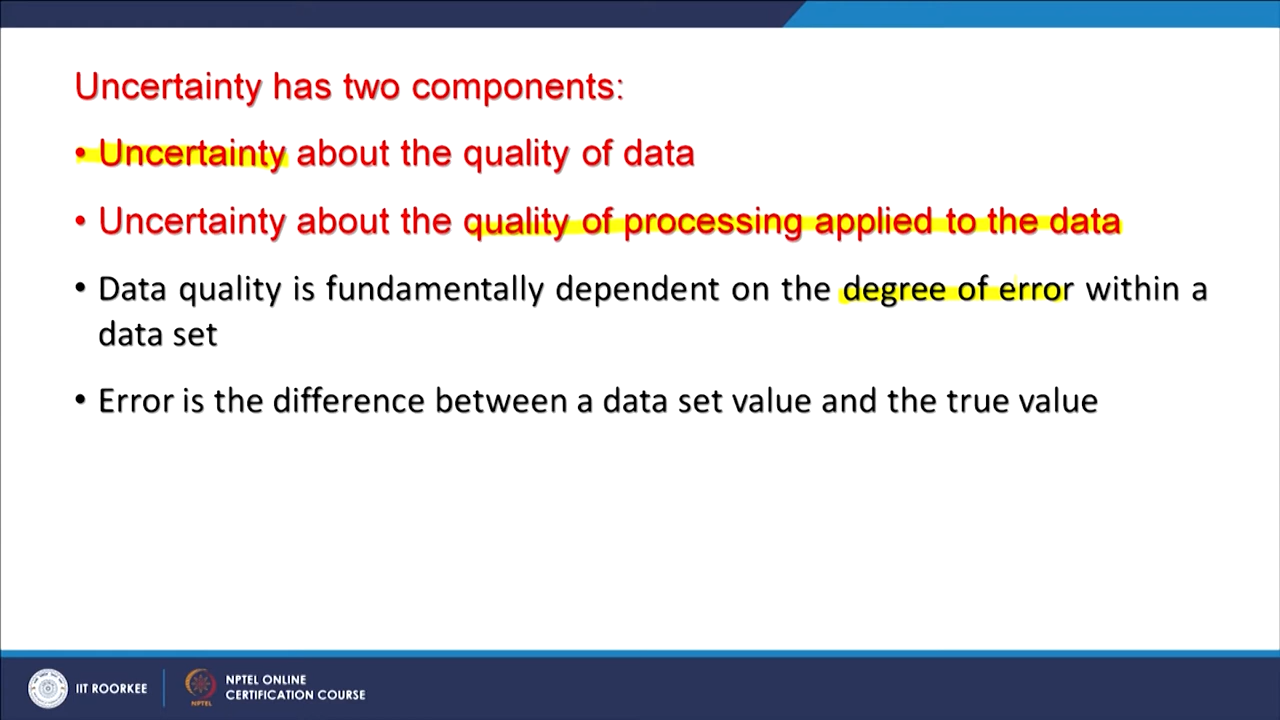 Uncertainty has two components:
• Uncertainty about the quality of data
• Uncertainty about the quality of processing applied to the data
• Data quality is fundamentally dependent on the degree of error within a
data set
• Error is the difference between a data set value and the true value
IIT ROORKEE
NPTEL
NPTEL ONLINE
CERTIFICATION COURSE